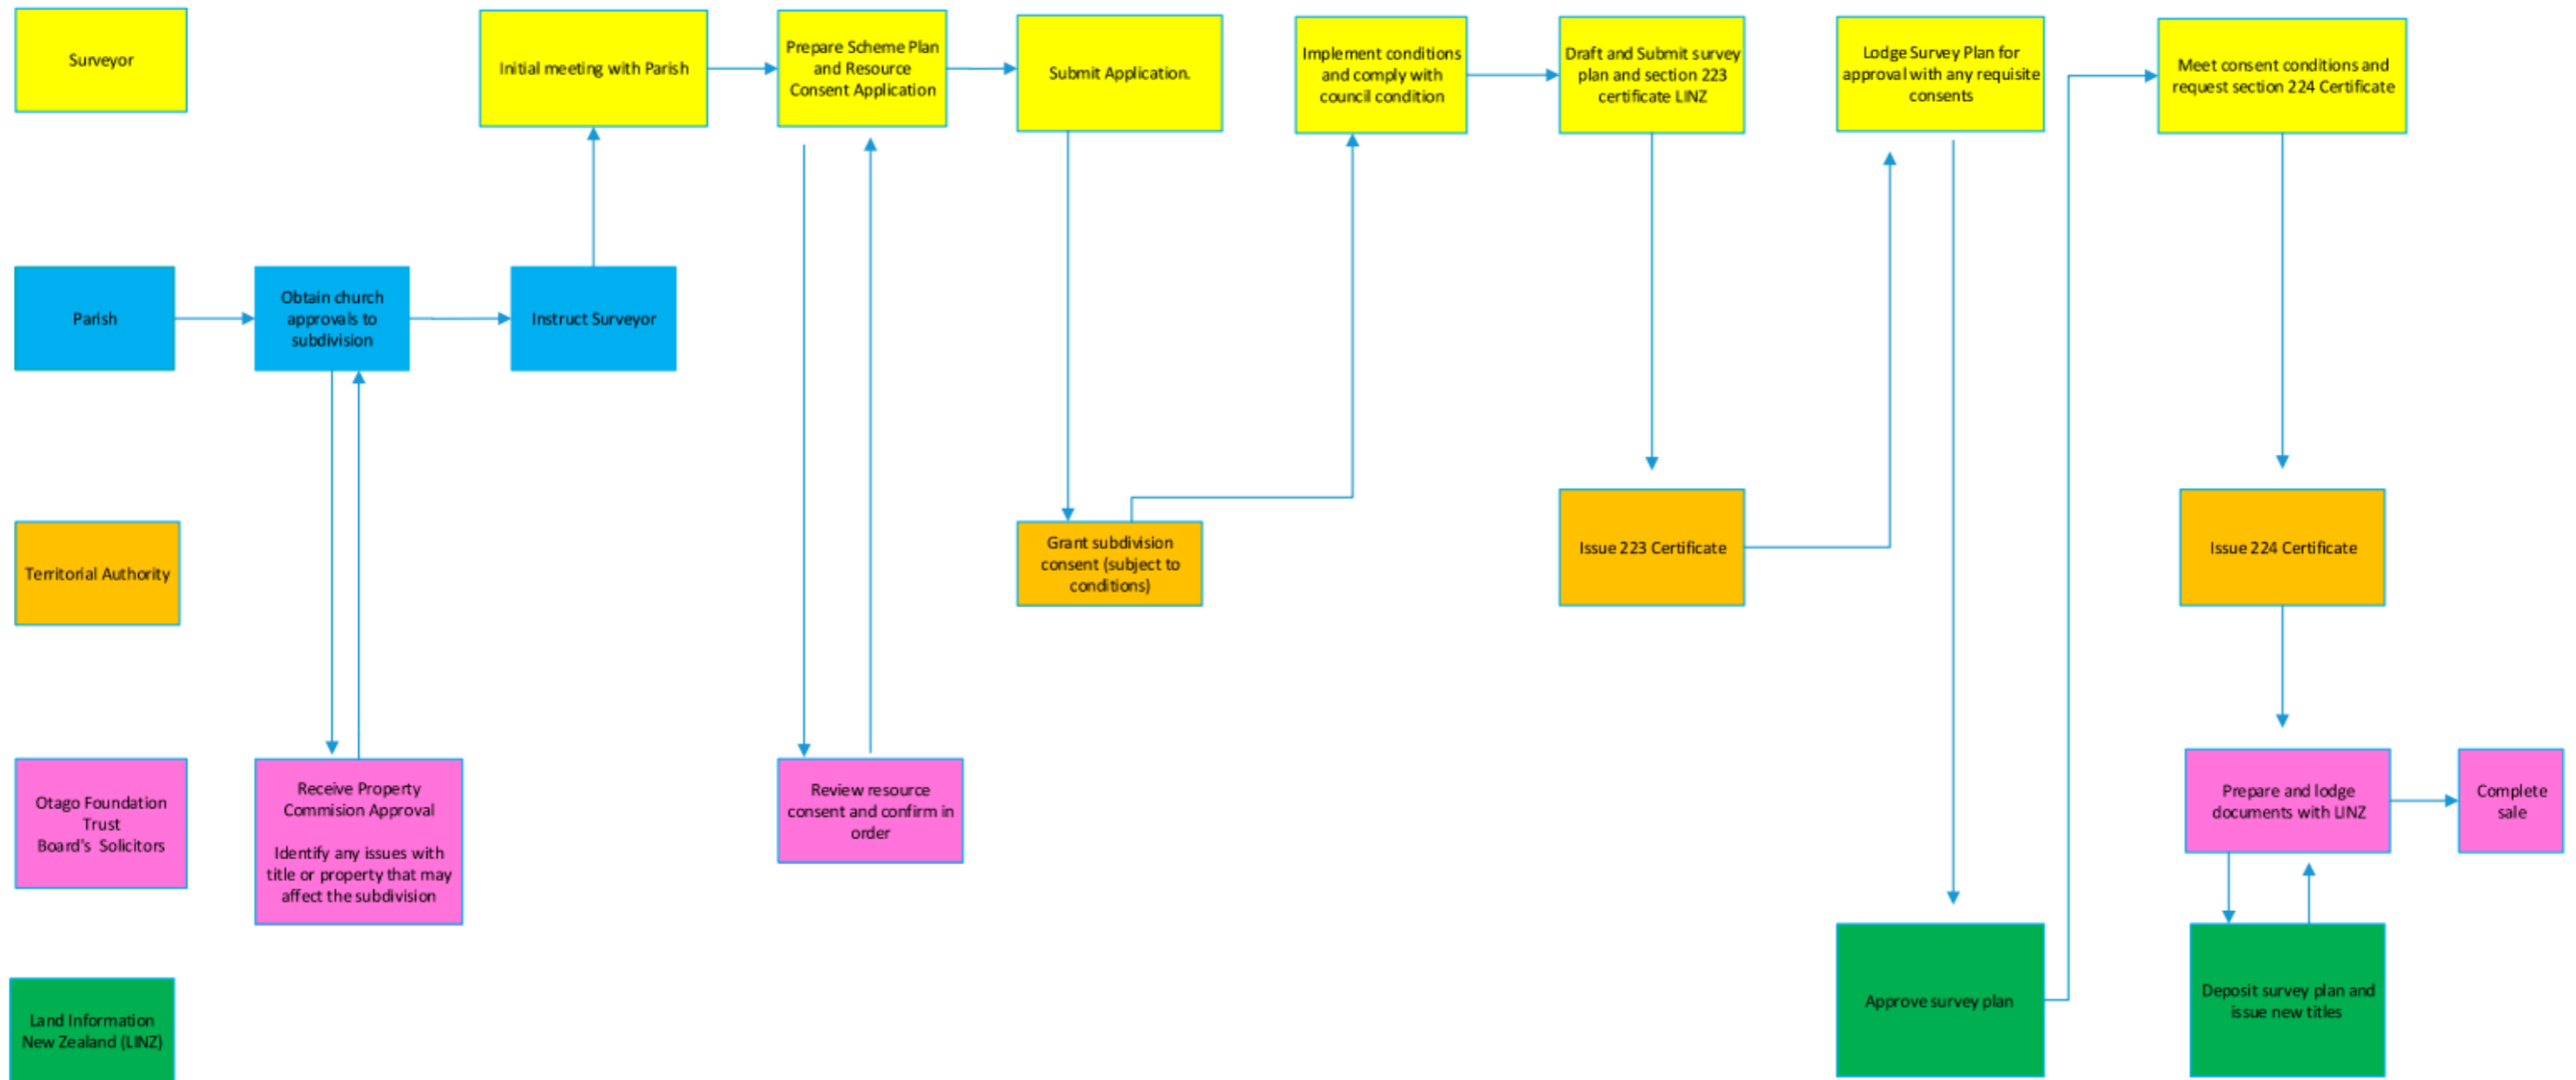 Surveyor
Initial meeting with Parish
Prepare Scheme Plan
and Resource
Consent Application
Submit Application.
Implement conditions
and comply with
council condition
Draft and Submit survey
plan and section 223
certificate LINZ
Lodge Survey Plan for
approval with any requisite
consents
Meet consent conditions and
request section 224 Certificate
Parish
Obtain church
approvals to
subdivision
Instruct Surveyor
Territorial Authority
Grant subdivision
consent (subject to
conditions)
Issue 223 Certificate
Issue 224 Certificate
Otago Foundation
Trust
Board's Solicitors
Receive Property
Commision Approval
Identify any issues with
title or property that may
affect the subdivision
Review resource
consent and confirm in
order
Prepare and lodge
documents with LINZ
Complete
sale
Land Information
New Zealand (LINZ)
Approve survey plan
Deposit survey plan and
issue new titles